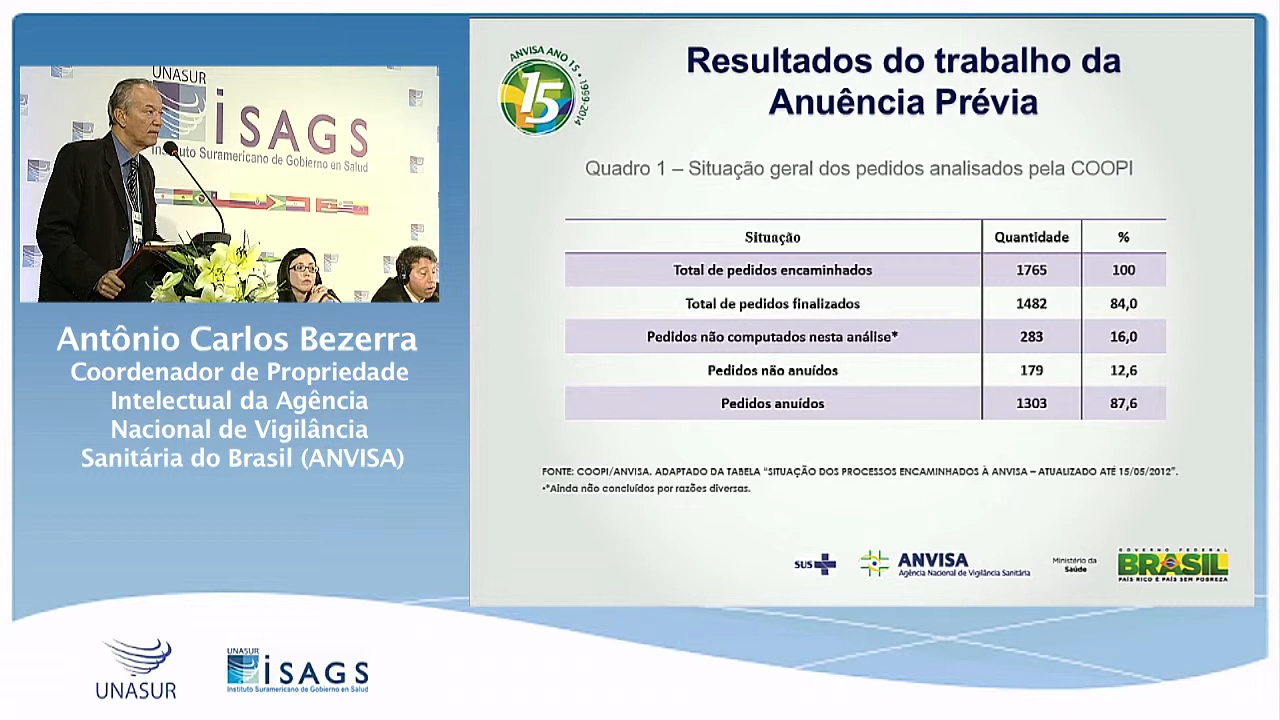 UNASUR
iSAGS
Instituto Suramericano de Gobierno en Salud
Antônio Carlos Bezerra
Coordenador de Propriedade
Intelectual da Agência
Nacional de Vigilância
Sanitária do Brasil (ANVISA)
UNASUR
UNASUR
iSAGS
Instituto Suramericano de Gobierno en Salud
ANVISA ANO 15 • 1999-2014
15
Resultados do trabalho da
Anuência Prévia
Quadro 1 – Situação geral dos pedidos analisados pela COOPI
Situação Quantidade %
Total de pedidos encaminhados 1765 100
Total de pedidos finalizados 1482 84,0
Pedidos não computados nesta análise* 283 16,0
Pedidos não anuídos 179 12,6
Pedidos anuídos 1303 87,6
FONTE: COOPI/ANVISA. ADAPTADO DA TABELA “SITUAÇÃO DOS PROCESSOS ENCAMINHADOS À ANVISA – ATUALIZADO ATÉ 15/05/2012”.
•*Ainda não concluídos por razões diversas.
SUS
ANVISA
Agência Nacional de Vigilância Sanitária
Ministério da
Saúde
GOVERNO FEDERAL
BRASIL
PAÍS RICO É PAÍS SEM POBREZA